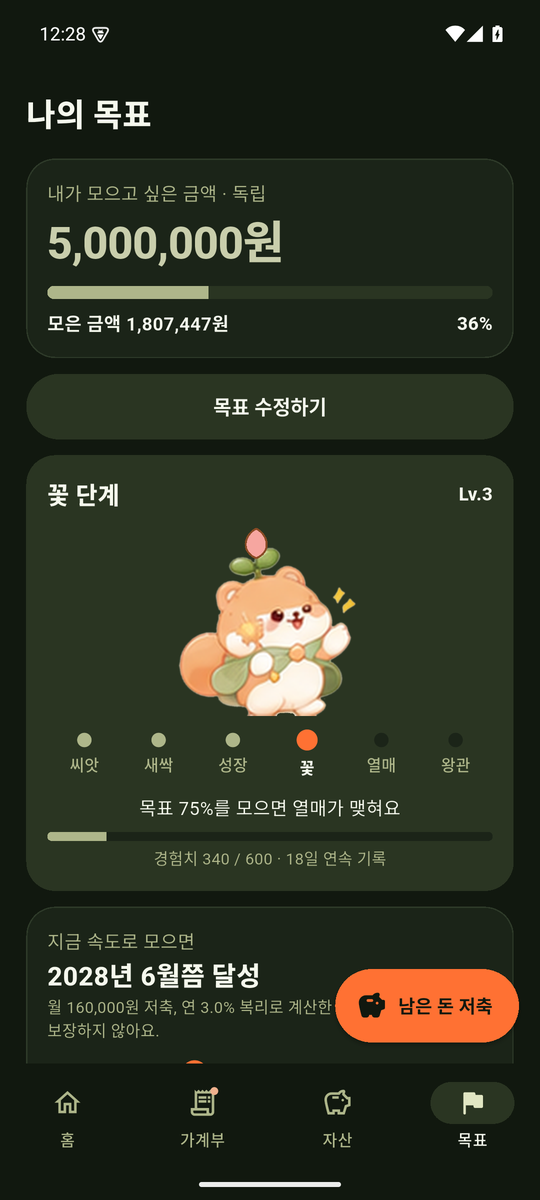 12:28
나의 목표
내가 모으고 싶은 금액 · 독립
5,000,000원
모은 금액 1,807,447원
36%
목표 수정하기
꽃 단계
Lv.3
씨앗
새싹
성장
꽃
열매
왕관
목표 75%를 모으면 열매가 맺혀요
경험치 340 / 600 · 18일 연속 기록
지금 속도로 모으면
2028년 6월쯤 달성
월 160,000원 저축, 연 3.0% 복리로 계산한
보장하지 않아요.
남은 돈 저축
홈
가계부
자산
목표